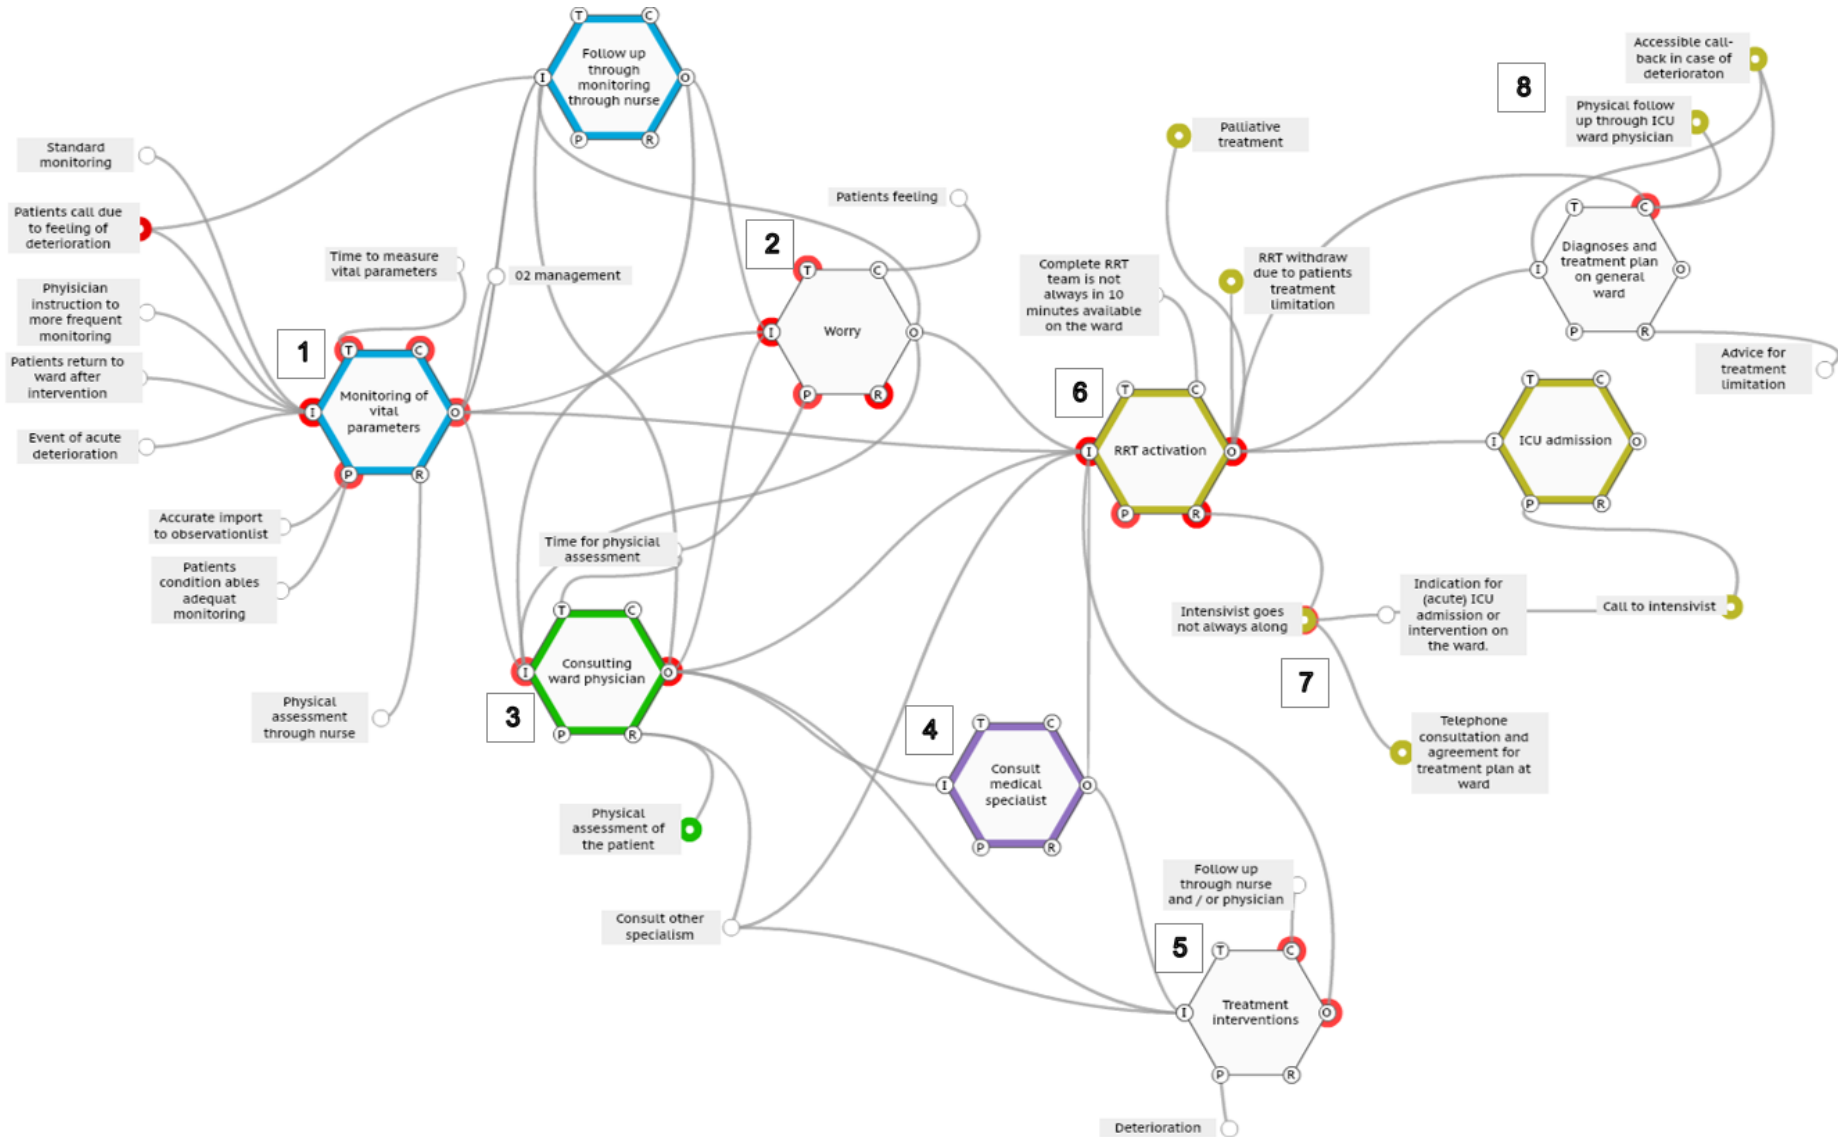 T
C
Follow up
through
monitoring
through nurse
I
O
P
R
Standard
monitoring
Patients call due
to feeling of
deterioration
Phyisician
instruction to
more frequent
monitoring
Patients return to
ward after
intervention
Event of acute
deterioration
Time to measure
vital parameters
02 management
1
T
C
I
Monitoring of
vital
parameters
O
P
R
Accurate import
to observationlist
Patients
condition ables
adequat
monitoring
Physical
assessment
through nurse
Patients feeling
2
T
C
I
Worry
O
P
R
Time for physicial
assessment
T
C
I
Consulting
ward physician
O
P
R
3
Physical
assessment of
the patient
Consult other
specialism
4
T
C
I
Consult
medical
specialist
O
P
R
Follow up
through nurse
and / or physician
5
T
C
I
Treatment
interventions
O
P
R
Deterioration
Palliative
treatment
Complete RRT
team is not
always in 10
minutes available
on the ward
RRT withdraw
due to patients
treatment
limitation
6
T
C
I
RRT activation
O
P
R
Intensivist goes
not always along
7
Indication for
(acute) ICU
admission or
intervention on
the ward.
Call to intensivist
Telephone
consultation and
agreement for
treatment plan at
ward
8
Accessible call-
back in case of
deterioraton
Physical follow
up through ICU
ward physician
T
C
I
Diagnoses and
treatment plan
on general
ward
O
P
R
Advice for
treatment
limitation
T
C
I
ICU admission
O
P
R